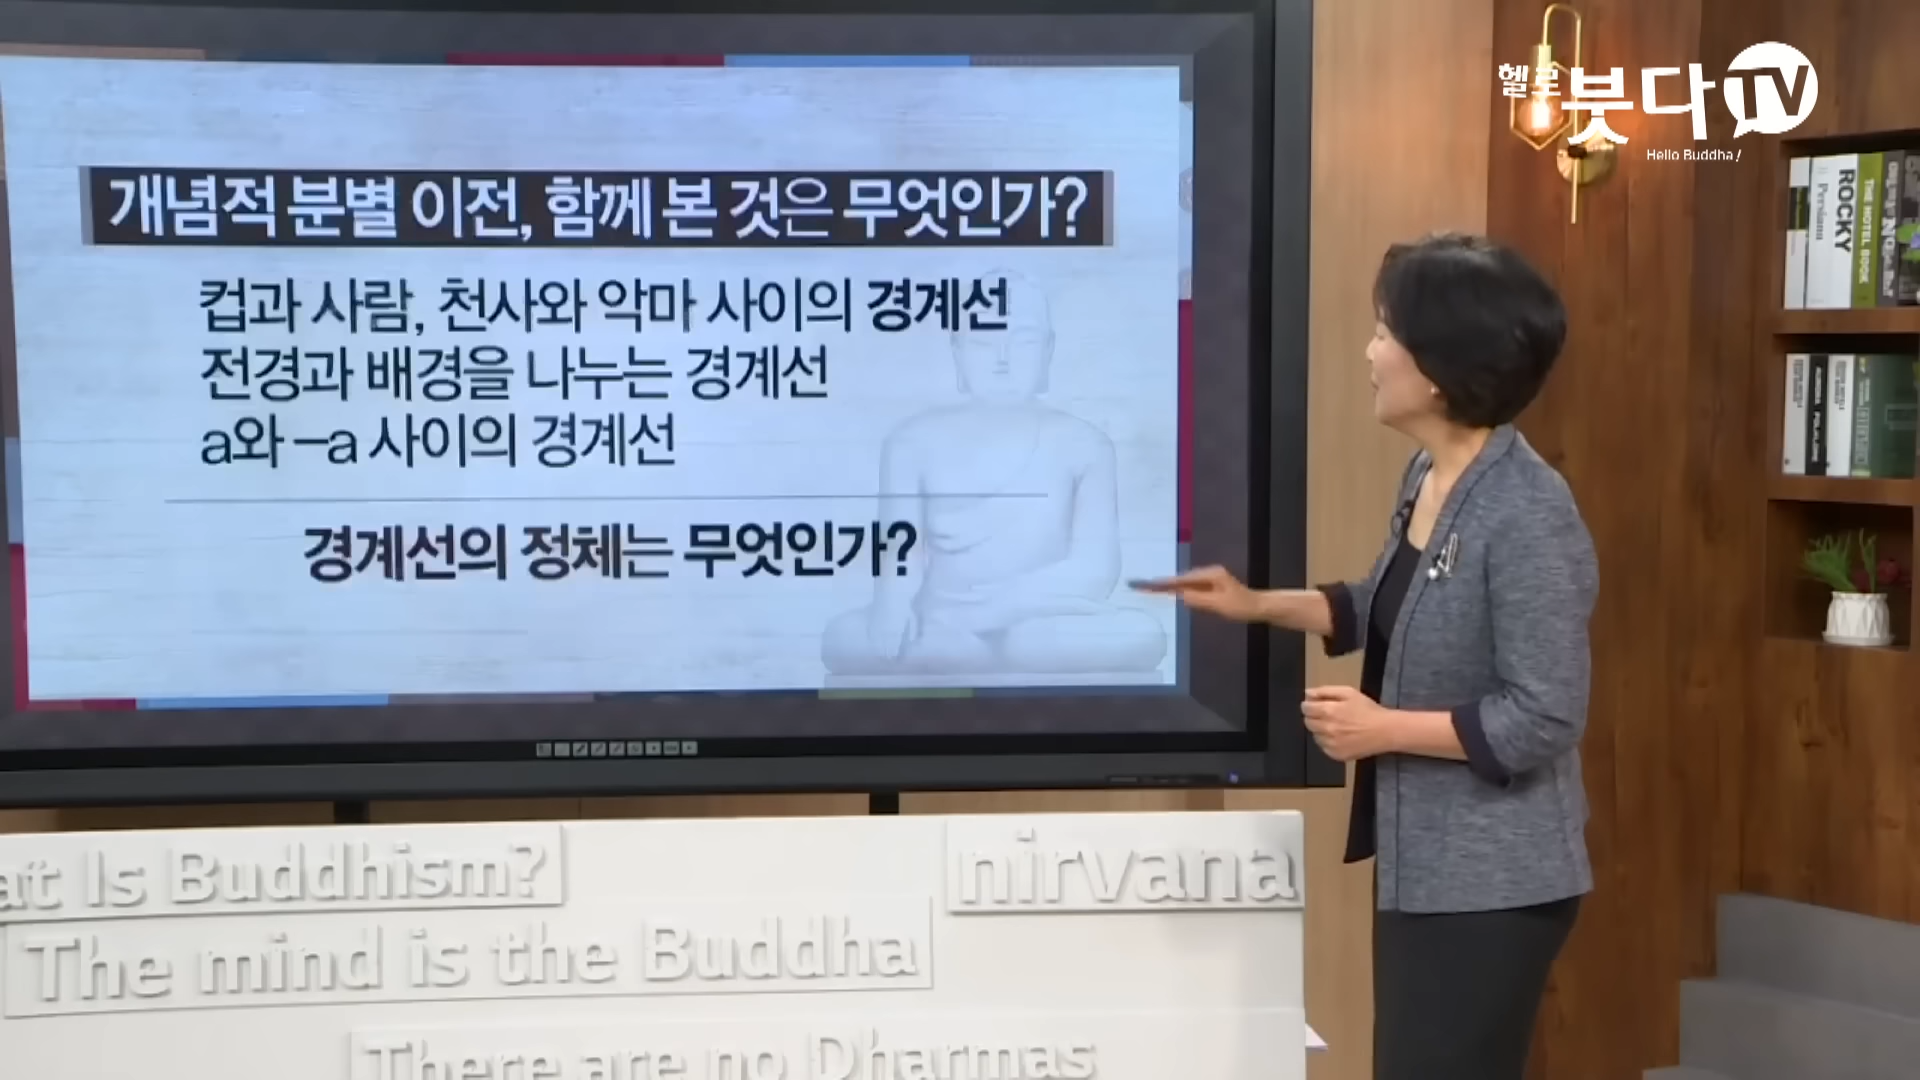 헬로 붓다 TV
Hello Buddha!
개념적 분별 이전, 함께 본 것은 무엇인가?
컵과 사람, 천사와 악마 사이의 경계선
전경과 배경을 나누는 경계선
a와 –a 사이의 경계선
경계선의 정체는 무엇인가?
ROCKY
Persians
THE HOTEL BOOK
at Is Buddhism?
nirvana
The mind is the Buddha
There are no Dharmas